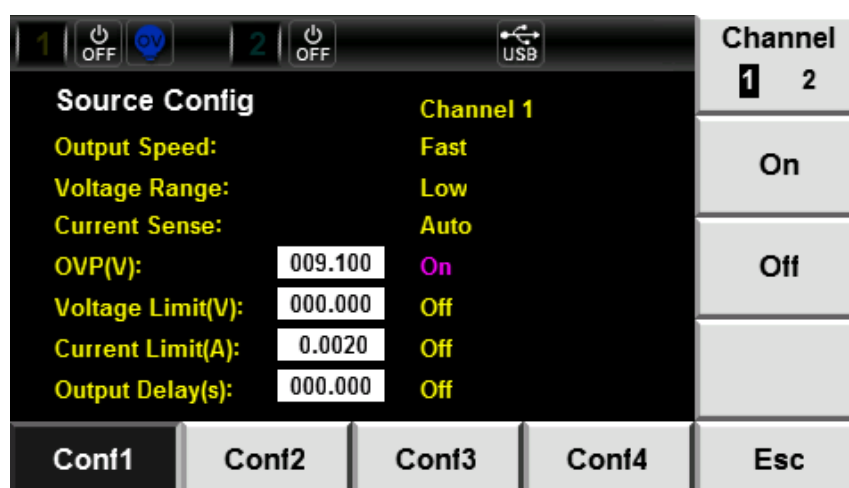 1 OFF OV 2 OFF USB
Channel
1 2
Source Config Channel 1
Output Speed: Fast
Voltage Range: Low
Current Sense: Auto
OVP(V): 009.100 On
Voltage Limit(V): 000.000 Off
Current Limit(A): 0.0020 Off
Output Delay(s): 000.000 Off
On
Off
Conf1 Conf2 Conf3 Conf4 Esc